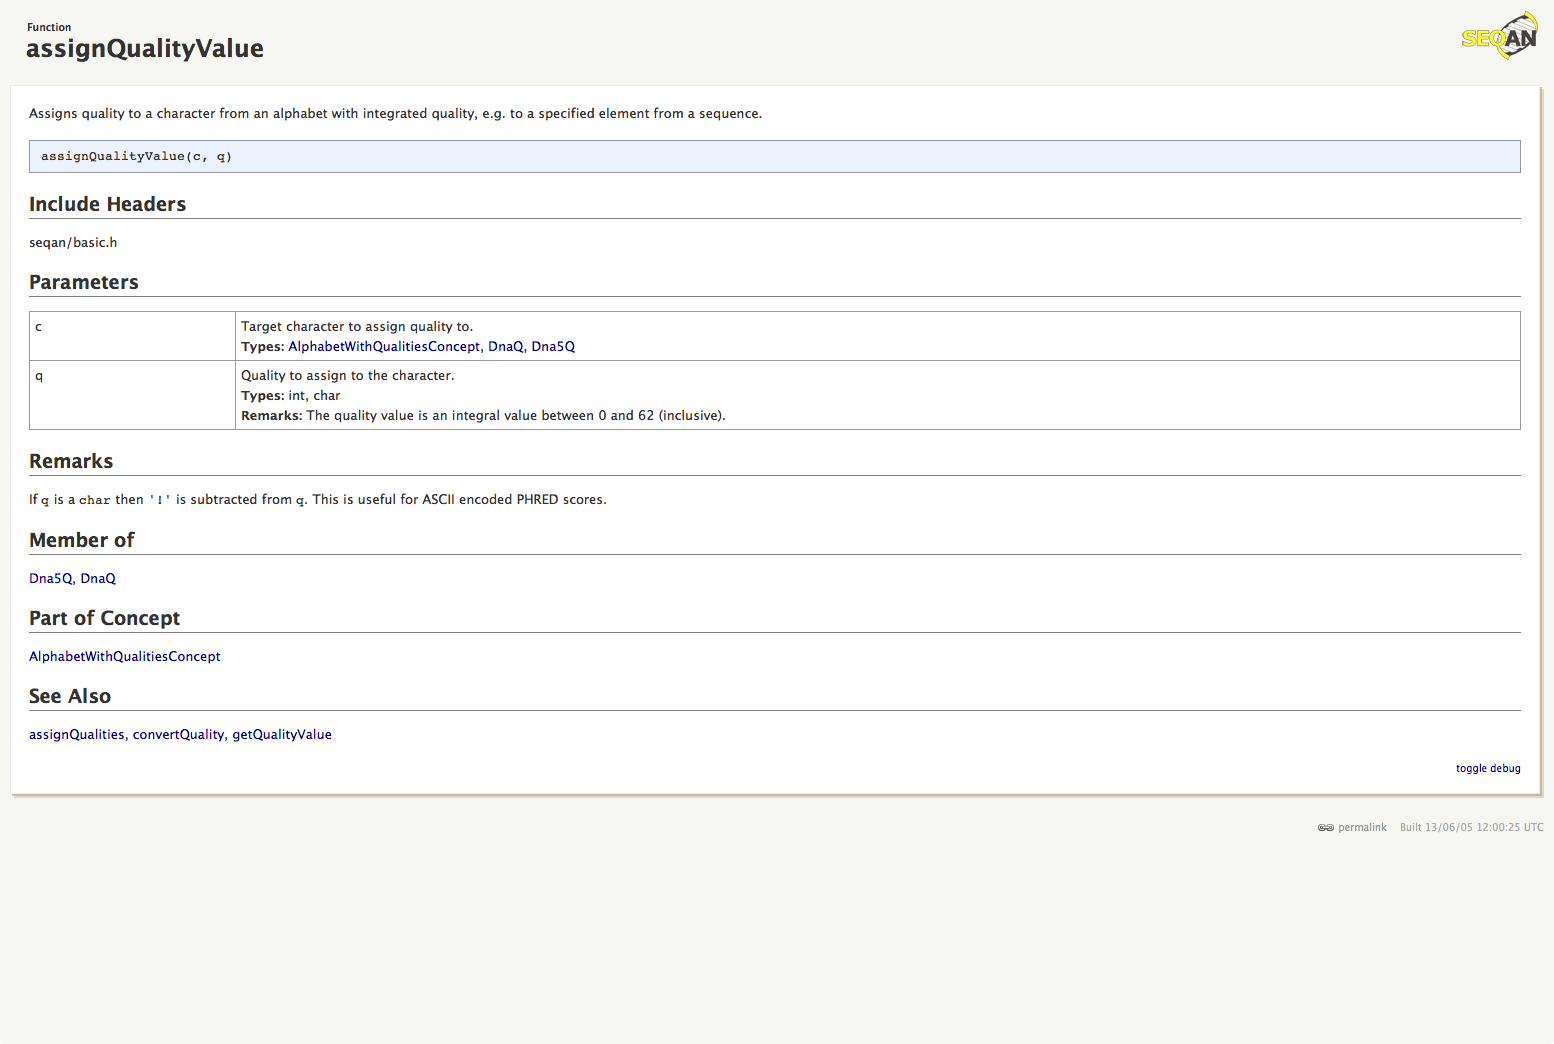 Function
assignQualityValue
SEQAN
Assigns quality to a character from an alphabet with integrated quality, e.g. to a specified element from a sequence.
assignQualityValue(c, q)
Include Headers
seqan/basic.h
Parameters
c
Target character to assign quality to.
Types: AlphabetWithQualitiesConcept, DnaQ, Dna5Q
q
Quality to assign to the character.
Types: int, char
Remarks: The quality value is an integral value between 0 and 62 (inclusive).
Remarks
If q is a char then '!' is subtracted from q. This is useful for ASCII encoded PHRED scores.
Member of
Dna5Q, DnaQ
Part of Concept
AlphabetWithQualitiesConcept
See Also
assignQualities, convertQuality, getQualityValue
toggle debug
permalink Built 13/06/05 12:00:25 UTC